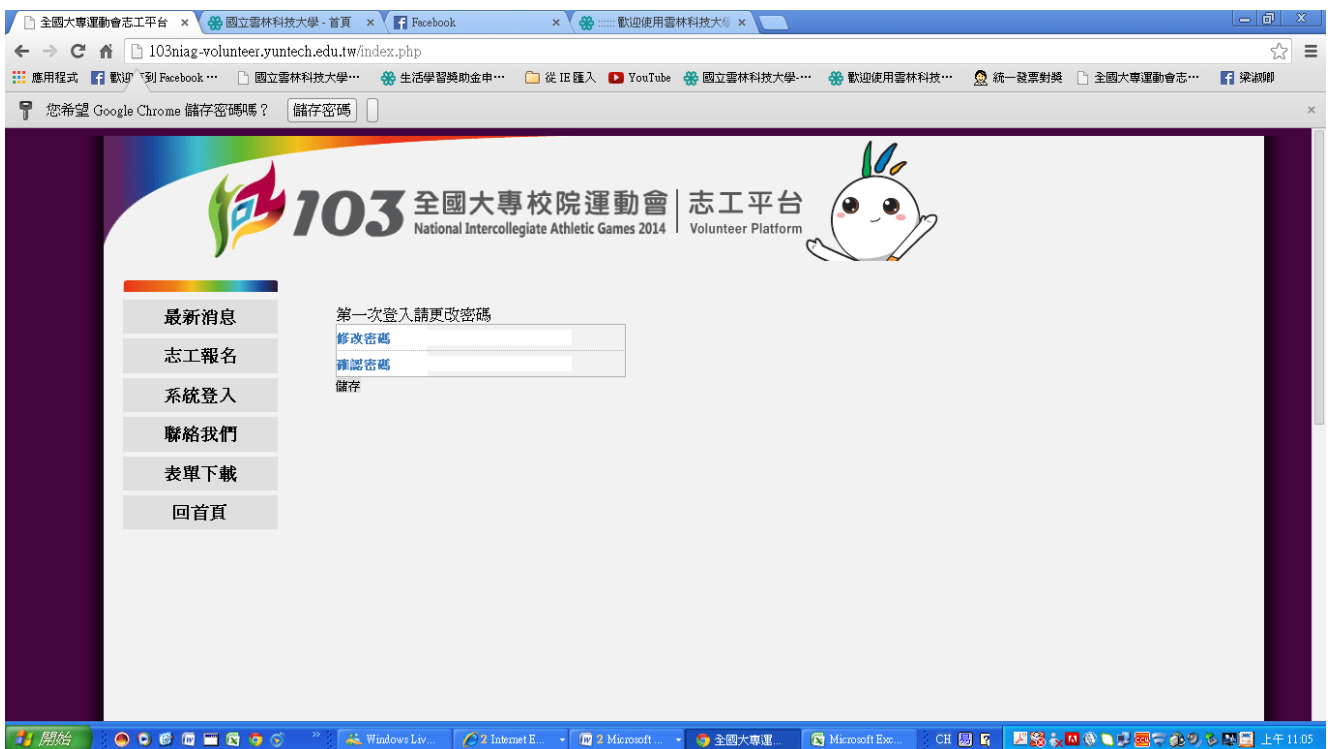 全國大專運動會志工平台
國立雲林科技大學 - 首頁
Facebook
:::::: 歡迎使用雲林科技大
103niag-volunteer.yuntech.edu.tw/index.php
應用程式
到 Facebook …
國立雲林科技大學…
生活學習獎助金申…
從 IE 匯入
YouTube
國立雲林科技大學-…
歡迎使用雲林科技…
統一發票對獎
全國大專運動會志…
梁淑卿
您希望 Google Chrome 儲存密碼嗎？
儲存密碼
103 全國大專校院運動會 志工平台
National Intercollegiate Athletic Games 2014 Volunteer Platform
最新消息
志工報名
系統登入
聯絡我們
表單下載
回首頁
第一次登入請更改密碼
修改密碼
確認密碼
儲存
開始
Windows Liv...
2 Internet E...
2 Microsoft ...
全國大專運...
Microsoft Exc...
CH
上午 11:05